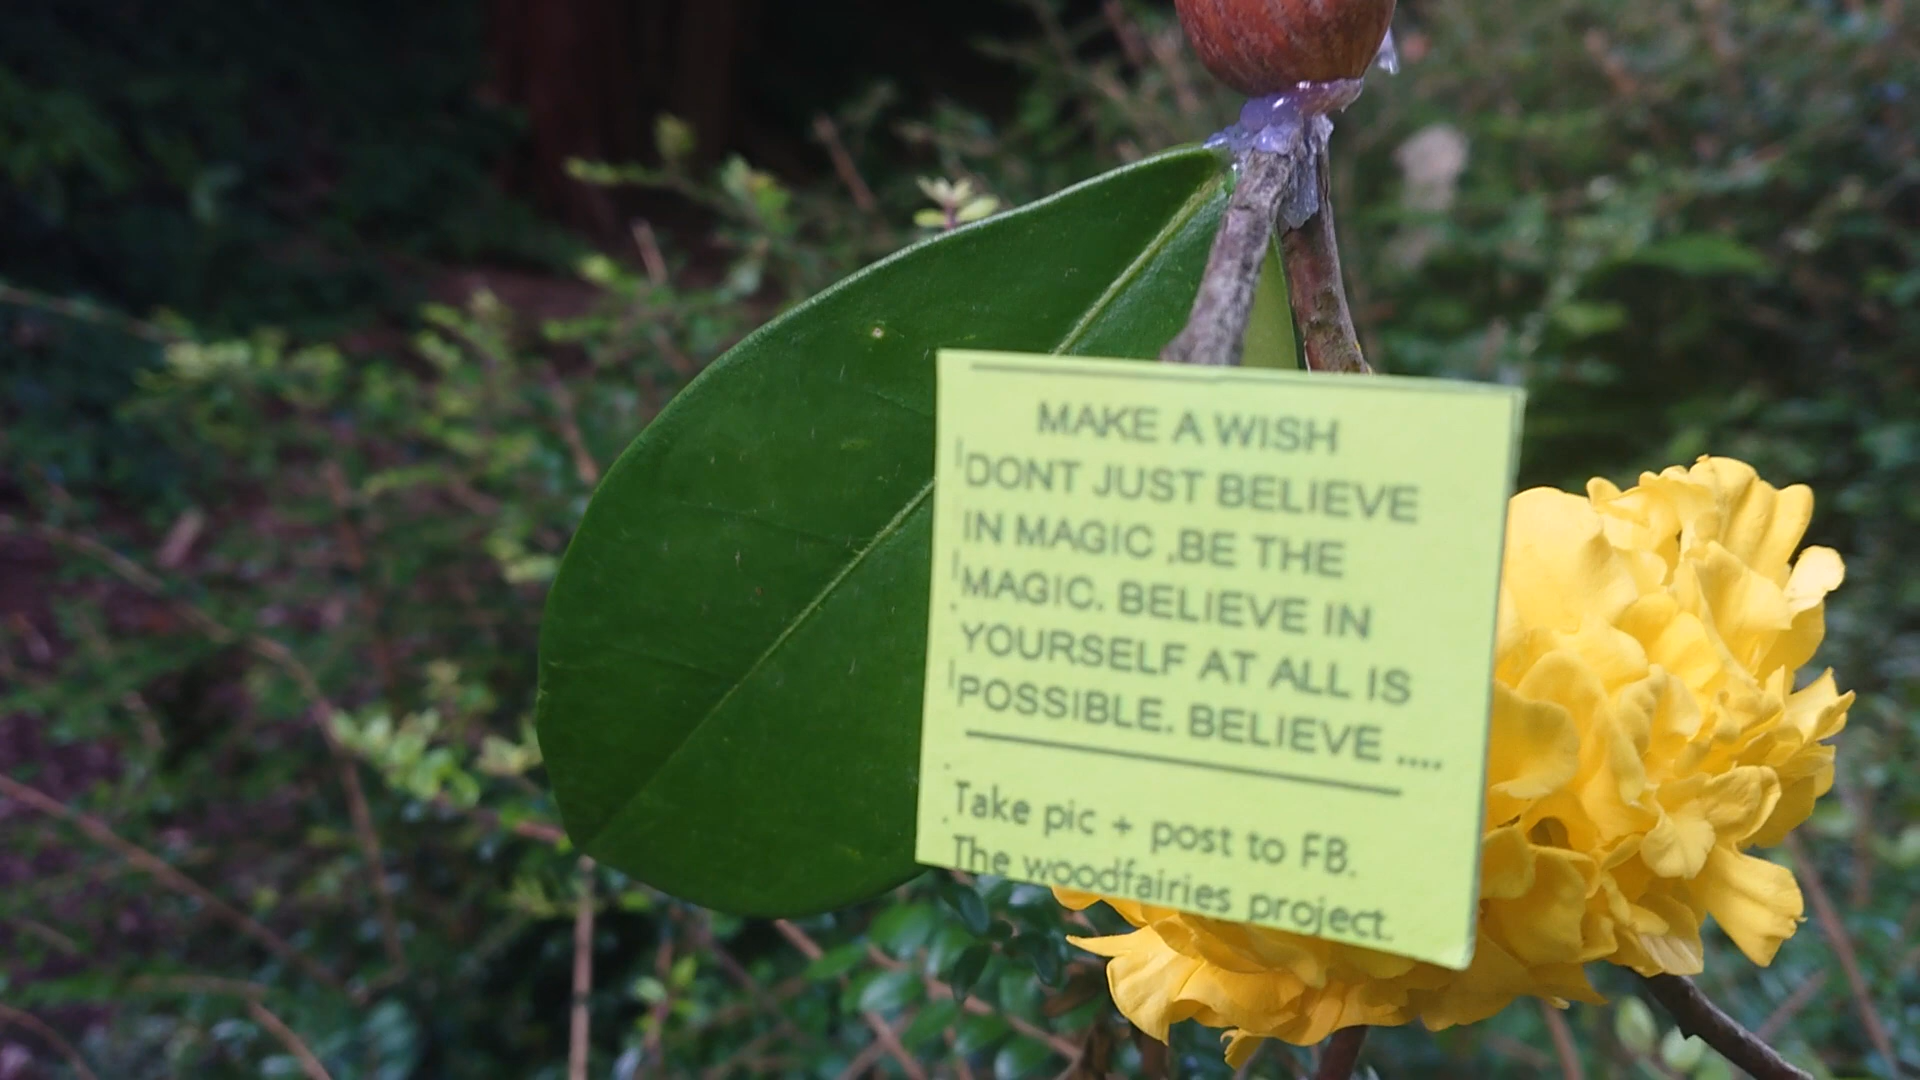 MAKE A WISH
DONT JUST BELIEVE
IN MAGIC ,BE THE
MAGIC. BELIEVE IN
YOURSELF AT ALL IS
POSSIBLE. BELIEVE ....
Take pic + post to FB.
The woodfairies project.